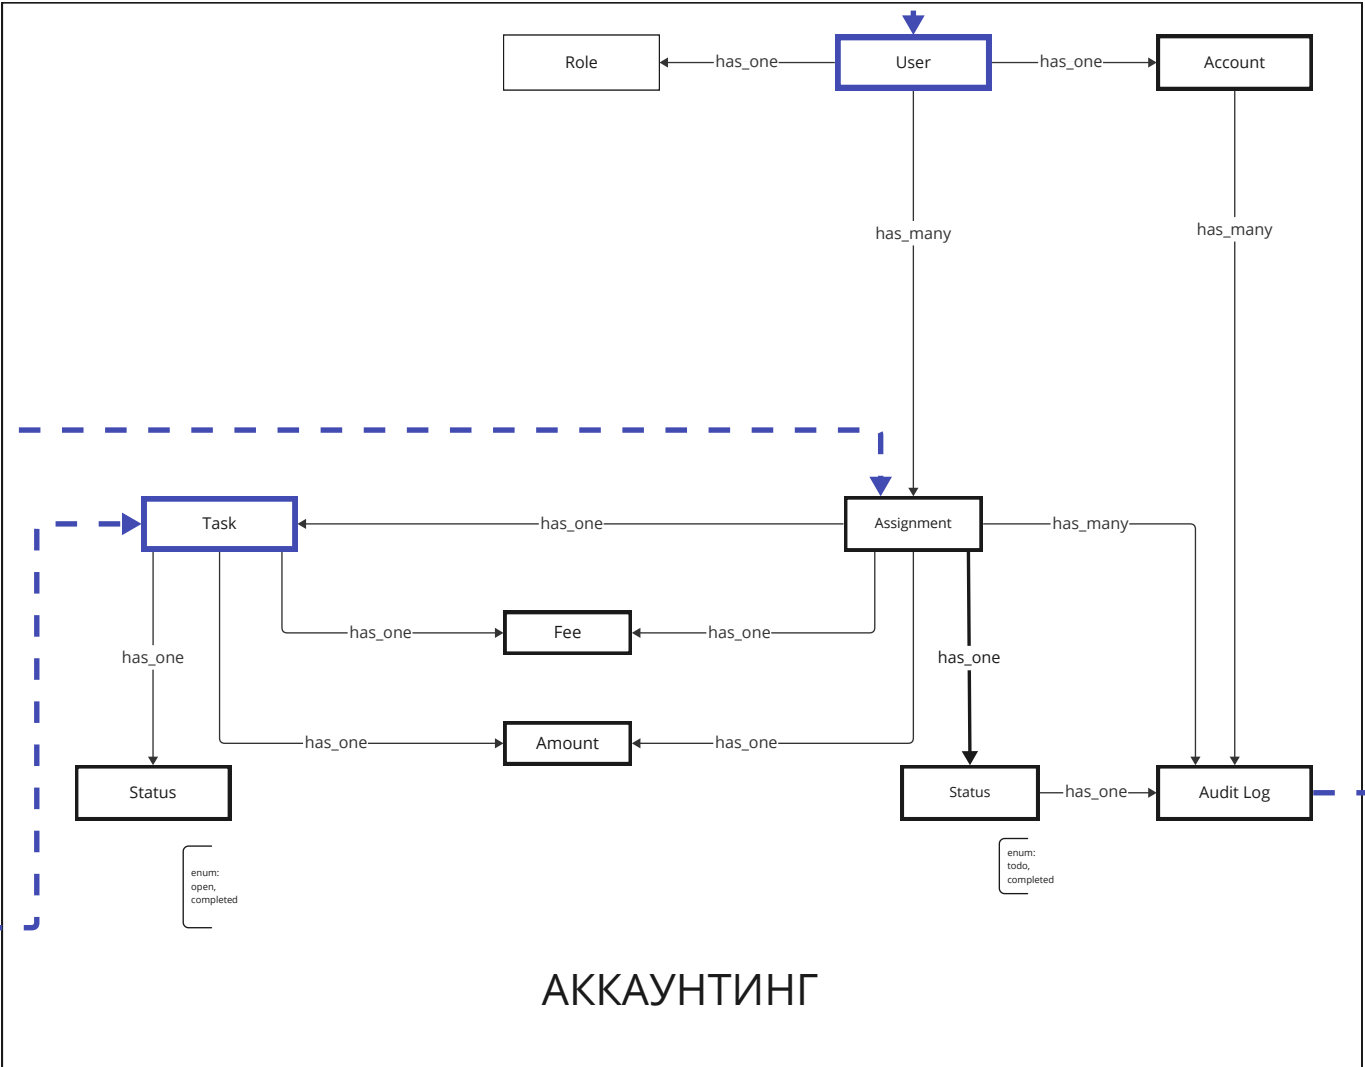 Role
has_one
User
has_one
Account
has_many
has_many
Task
has_one
Assignment
has_many
has_one
Fee
has_one
has_one
has_one
has_one
Amount
has_one
Status
Status
has_one
Audit Log
enum:
open,
completed
enum:
todo,
completed
АККАУНТИНГ